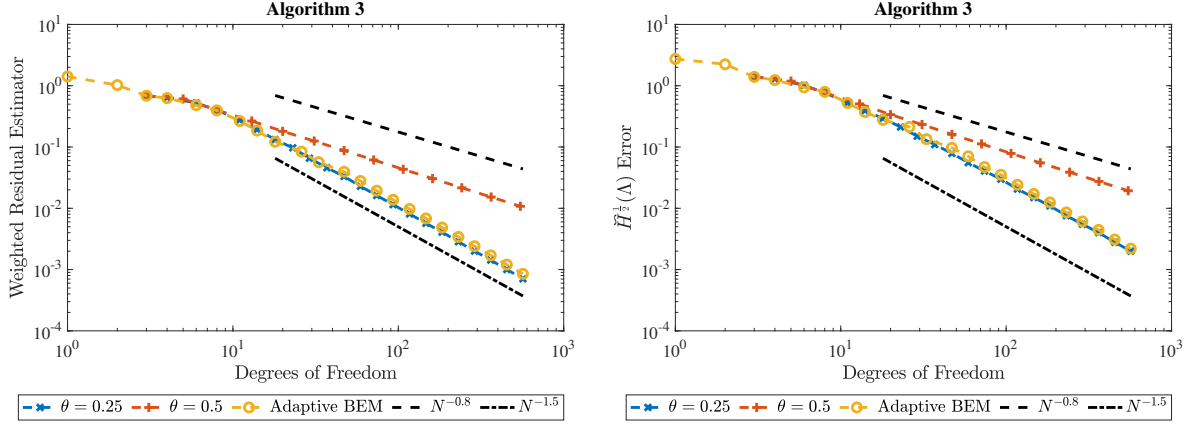 Algorithm 3
Weighted Residual Estimator
10^1
10^0
10^{-1}
10^{-2}
10^{-3}
10^{-4}
10^0 10^1 10^2 10^3
Degrees of Freedom
θ = 0.25 θ = 0.5 Adaptive BEM N^{-0.8} N^{-1.5}
Algorithm 3
H̃^{1/2}(Λ) Error
10^1
10^0
10^{-1}
10^{-2}
10^{-3}
10^{-4}
10^0 10^1 10^2 10^3
Degrees of Freedom
θ = 0.25 θ = 0.5 Adaptive BEM N^{-0.8} N^{-1.5}